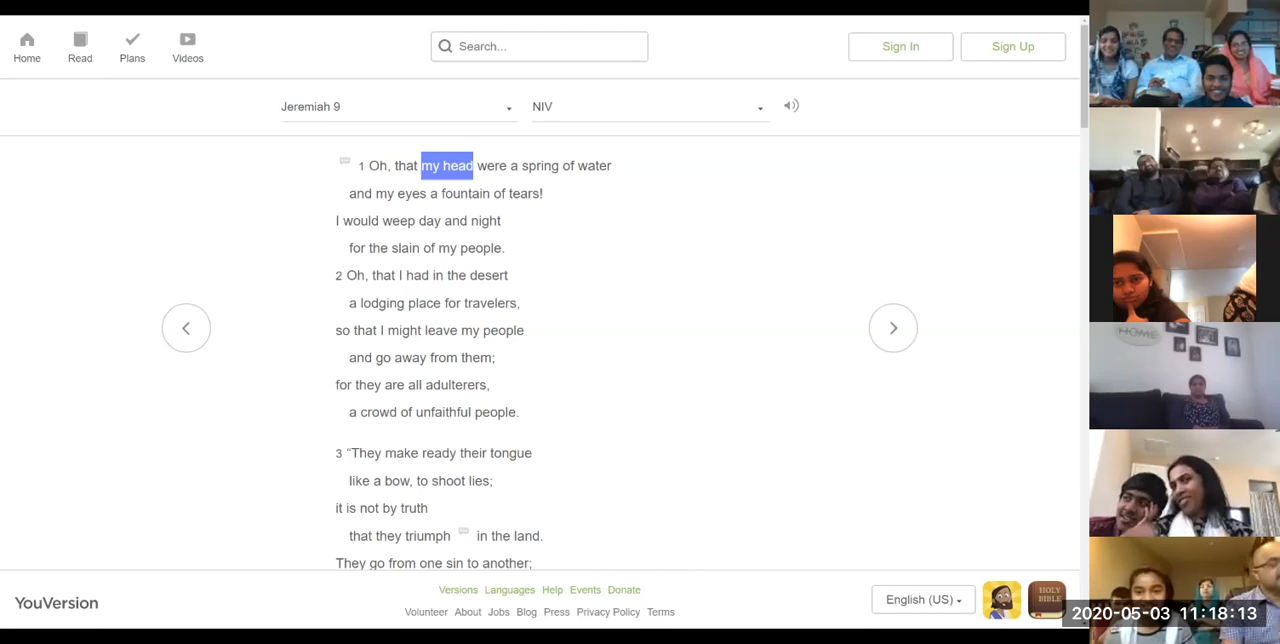 Home
Read
Plans
Videos
Search...
Sign In
Sign Up
Jeremiah 9
NIV
1 Oh, that my head were a spring of water
and my eyes a fountain of tears!
I would weep day and night
for the slain of my people.
2 Oh, that I had in the desert
a lodging place for travelers,
so that I might leave my people
and go away from them;
for they are all adulterers,
a crowd of unfaithful people.
3 “They make ready their tongue
like a bow, to shoot lies;
it is not by truth
that they triumph in the land.
They go from one sin to another;
Versions Languages Help Events Donate
YouVersion
Volunteer About Jobs Blog Press Privacy Policy Terms
English (US)
HOLY
BIBLE
2020-05-03 11:18:13
HOME